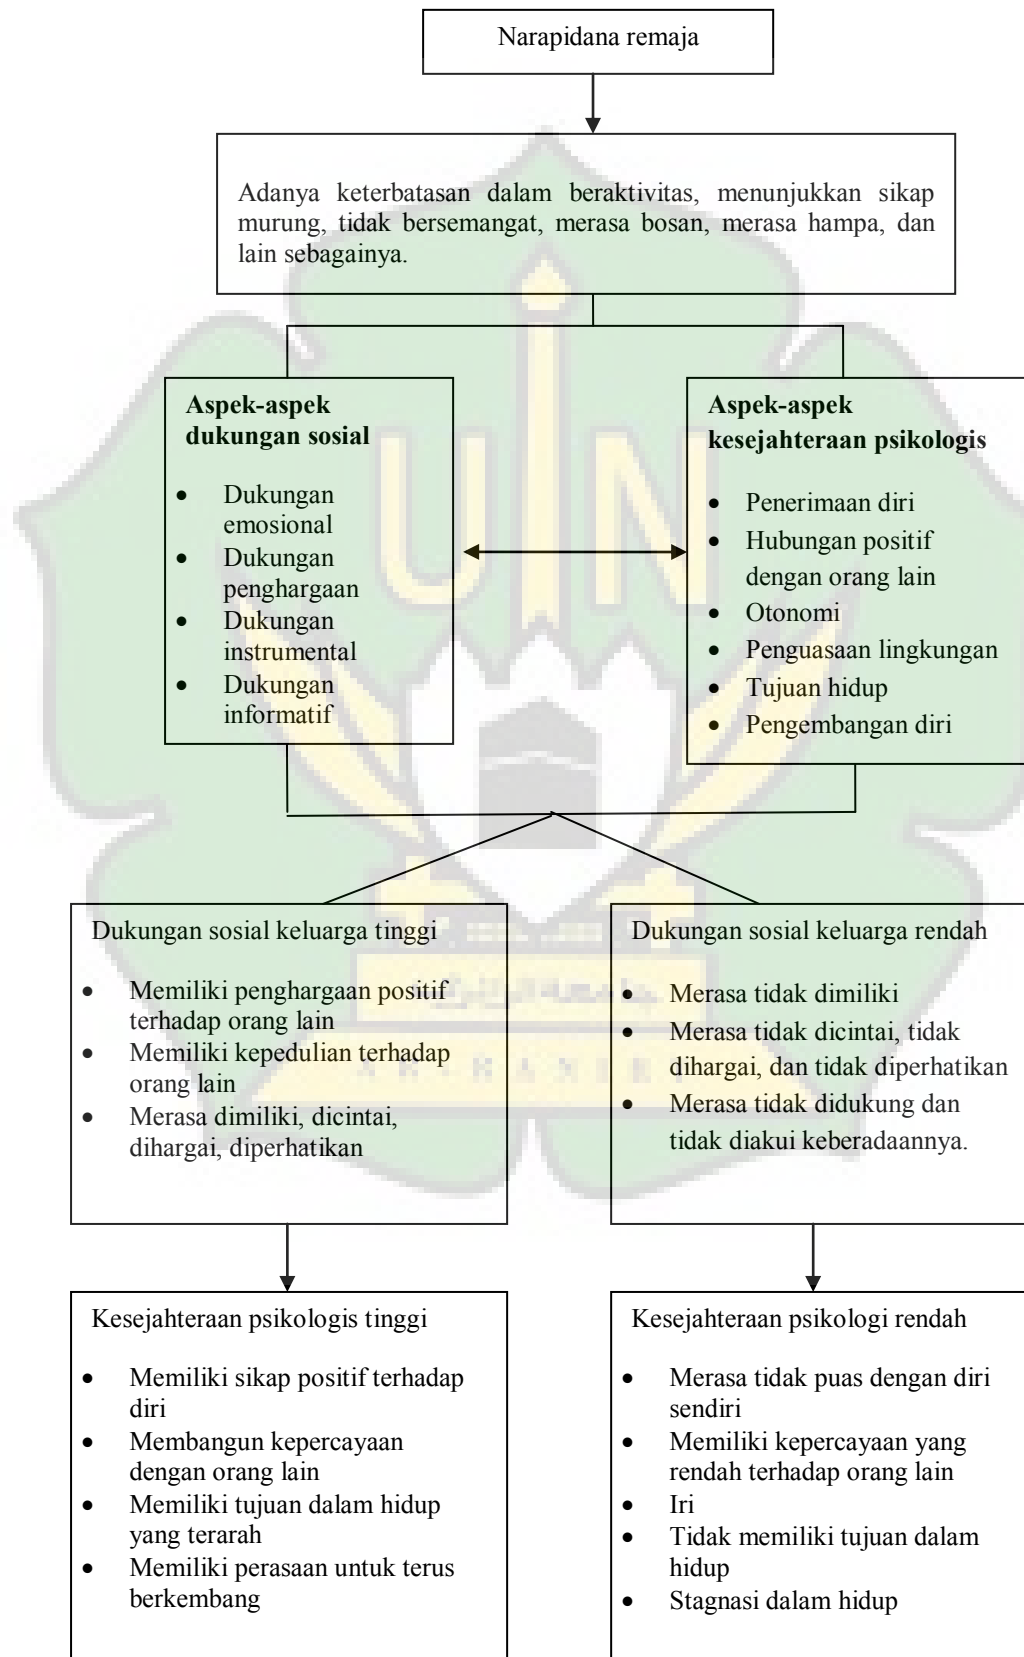 Narapidana remaja
Adanya keterbatasan dalam beraktivitas, menunjukkan sikap
murung, tidak bersemangat, merasa bosan, merasa hampa, dan
lain sebagainya.
Aspek-aspek
dukungan sosial
• Dukungan
emosional
• Dukungan
penghargaan
• Dukungan
instrumental
• Dukungan
informatif
Aspek-aspek
kesejahteraan psikologis
• Penerimaan diri
• Hubungan positif
dengan orang lain
• Otonomi
• Penguasaan lingkungan
• Tujuan hidup
• Pengembangan diri
UIN
Dukungan sosial keluarga tinggi
• Memiliki penghargaan positif
terhadap orang lain
• Memiliki kepedulian terhadap
orang lain
• Merasa dimiliki, dicintai,
dihargai, diperhatikan
Dukungan sosial keluarga rendah
• Merasa tidak dimiliki
• Merasa tidak dicintai, tidak
dihargai, dan tidak diperhatikan
• Merasa tidak didukung dan
tidak diakui keberadaannya.
Kesejahteraan psikologis tinggi
• Memiliki sikap positif terhadap
diri
• Membangun kepercayaan
dengan orang lain
• Memiliki tujuan dalam hidup
yang terarah
• Memiliki perasaan untuk terus
berkembang
Kesejahteraan psikologi rendah
• Merasa tidak puas dengan diri
sendiri
• Memiliki kepercayaan yang
rendah terhadap orang lain
• Iri
• Tidak memiliki tujuan dalam
hidup
• Stagnasi dalam hidup